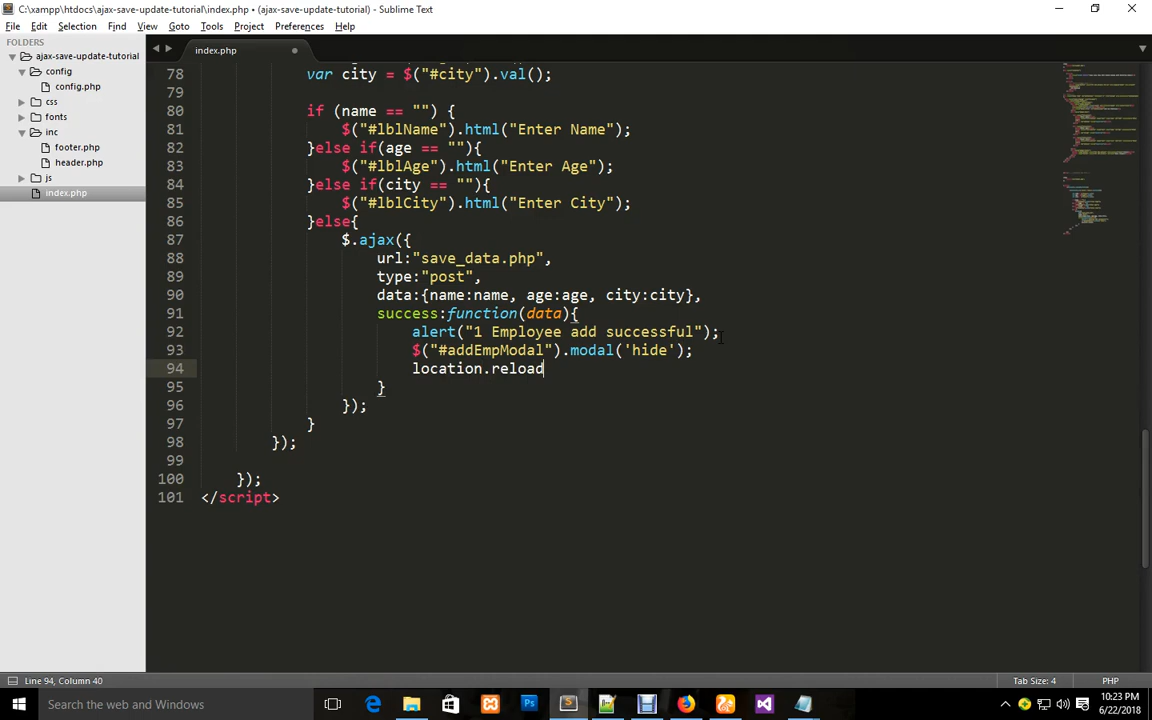 C:\xampp\htdocs\ajax-save-update-tutorial\index.php • (ajax-save-update-tutorial) - Sublime Text
File Edit Selection Find View Goto Tools Project Preferences Help
FOLDERS
ajax-save-update-tutorial
config
config.php
css
fonts
inc
footer.php
header.php
js
index.php
index.php
78 var city = $("#city").val();
79
80 if (name == "") {
81 $("#lblName").html("Enter Name");
82 }else if(age == ""){
83 $("#lblAge").html("Enter Age");
84 }else if(city == ""){
85 $("#lblCity").html("Enter City");
86 }else{
87 $.ajax({
88 url:"save_data.php",
89 type:"post",
90 data:{name:name, age:age, city:city},
91 success:function(data){
92 alert("1 Employee add successful");
93 $("#addEmpModal").modal('hide');
94 location.reload
95 }
96 });
97 }
98 });
99
100 });
101 </script>
Line 94, Column 40 Tab Size: 4 PHP
Search the web and Windows
10:23 PM
6/22/2018